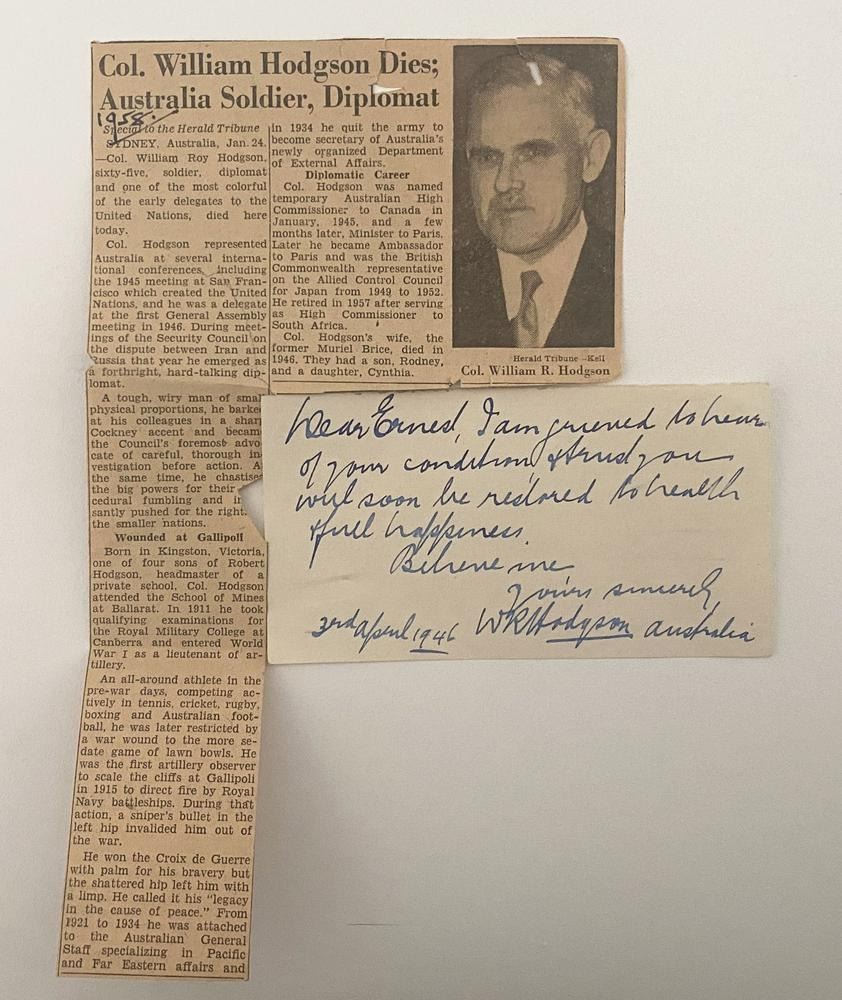 Col. William Hodgson Dies;
Australia Soldier, Diplomat
1958.
Special to the Herald Tribune
SYDNEY, Australia, Jan. 24.
—Col. William Roy Hodgson,
sixty-five, soldier, diplomat
and one of the most colorful
of the early delegates to the
United Nations, died here
today.
Col. Hodgson represented
Australia at several interna-
tional conferences, including
the 1945 meeting at San Fran-
cisco which created the United
Nations, and he was a delegate
at the first General Assembly
meeting in 1946. During meet-
ings of the Security Council on
the dispute between Iran and
Russia that year he emerged as
a forthright, hard-talking dip-
lomat.
A tough, wiry man of smal
physical proportions, he barke
at his colleagues in a shar
Cockney accent and becam
the Council's foremost advo
cate of careful, thorough in
vestigation before action. A
the same time, he chastise
the big powers for their
cedural fumbling and in
santly pushed for the right
the smaller nations.
Wounded at Gallipoli
Born in Kingston, Victoria,
one of four sons of Robert
Hodgson, headmaster of a
private school, Col. Hodgson
attended the School of Mines
at Ballarat. In 1911 he took
qualifying examinations for
the Royal Military College at
Canberra and entered World
War I as a lieutenant of ar-
tillery.
An all-around athlete in the
pre-war days, competing ac-
tively in tennis, cricket, rugby,
boxing and Australian foot-
ball, he was later restricted by
a war wound to the more se-
date game of lawn bowls. He
was the first artillery observer
to scale the cliffs at Gallipoli
in 1915 to direct fire by Royal
Navy battleships. During that
action, a sniper's bullet in the
left hip invalided him out of
the war.
He won the Croix de Guerre
with palm for his bravery but
the shattered hip left him with
a limp. He called it his "legacy
in the cause of peace." From
1921 to 1934 he was attached
to the Australian General
Staff specializing in Pacific
and Far Eastern affairs and
in 1934 he quit the army to
become secretary of Australia's
newly organized Department
of External Affairs.
Diplomatic Career
Col. Hodgson was named
temporary Australian High
Commissioner to Canada in
January, 1945, and a few
months later, Minister to Paris.
Later he became Ambassador
to Paris and was the British
Commonwealth representative
on the Allied Control Council
for Japan from 1949 to 1952.
He retired in 1957 after serving
as High Commissioner to
South Africa.
Col. Hodgson's wife, the
former Muriel Brice, died in
1946. They had a son, Rodney,
and a daughter, Cynthia.
Herald Tribune—Kell
Col. William R. Hodgson
Dear Ernest, I am grieved to hear
of your condition, & trust you
will soon be restored to health
& full happiness.
Believe me
yours sincerely,
3rd April 1946 WR Hodgson Australia